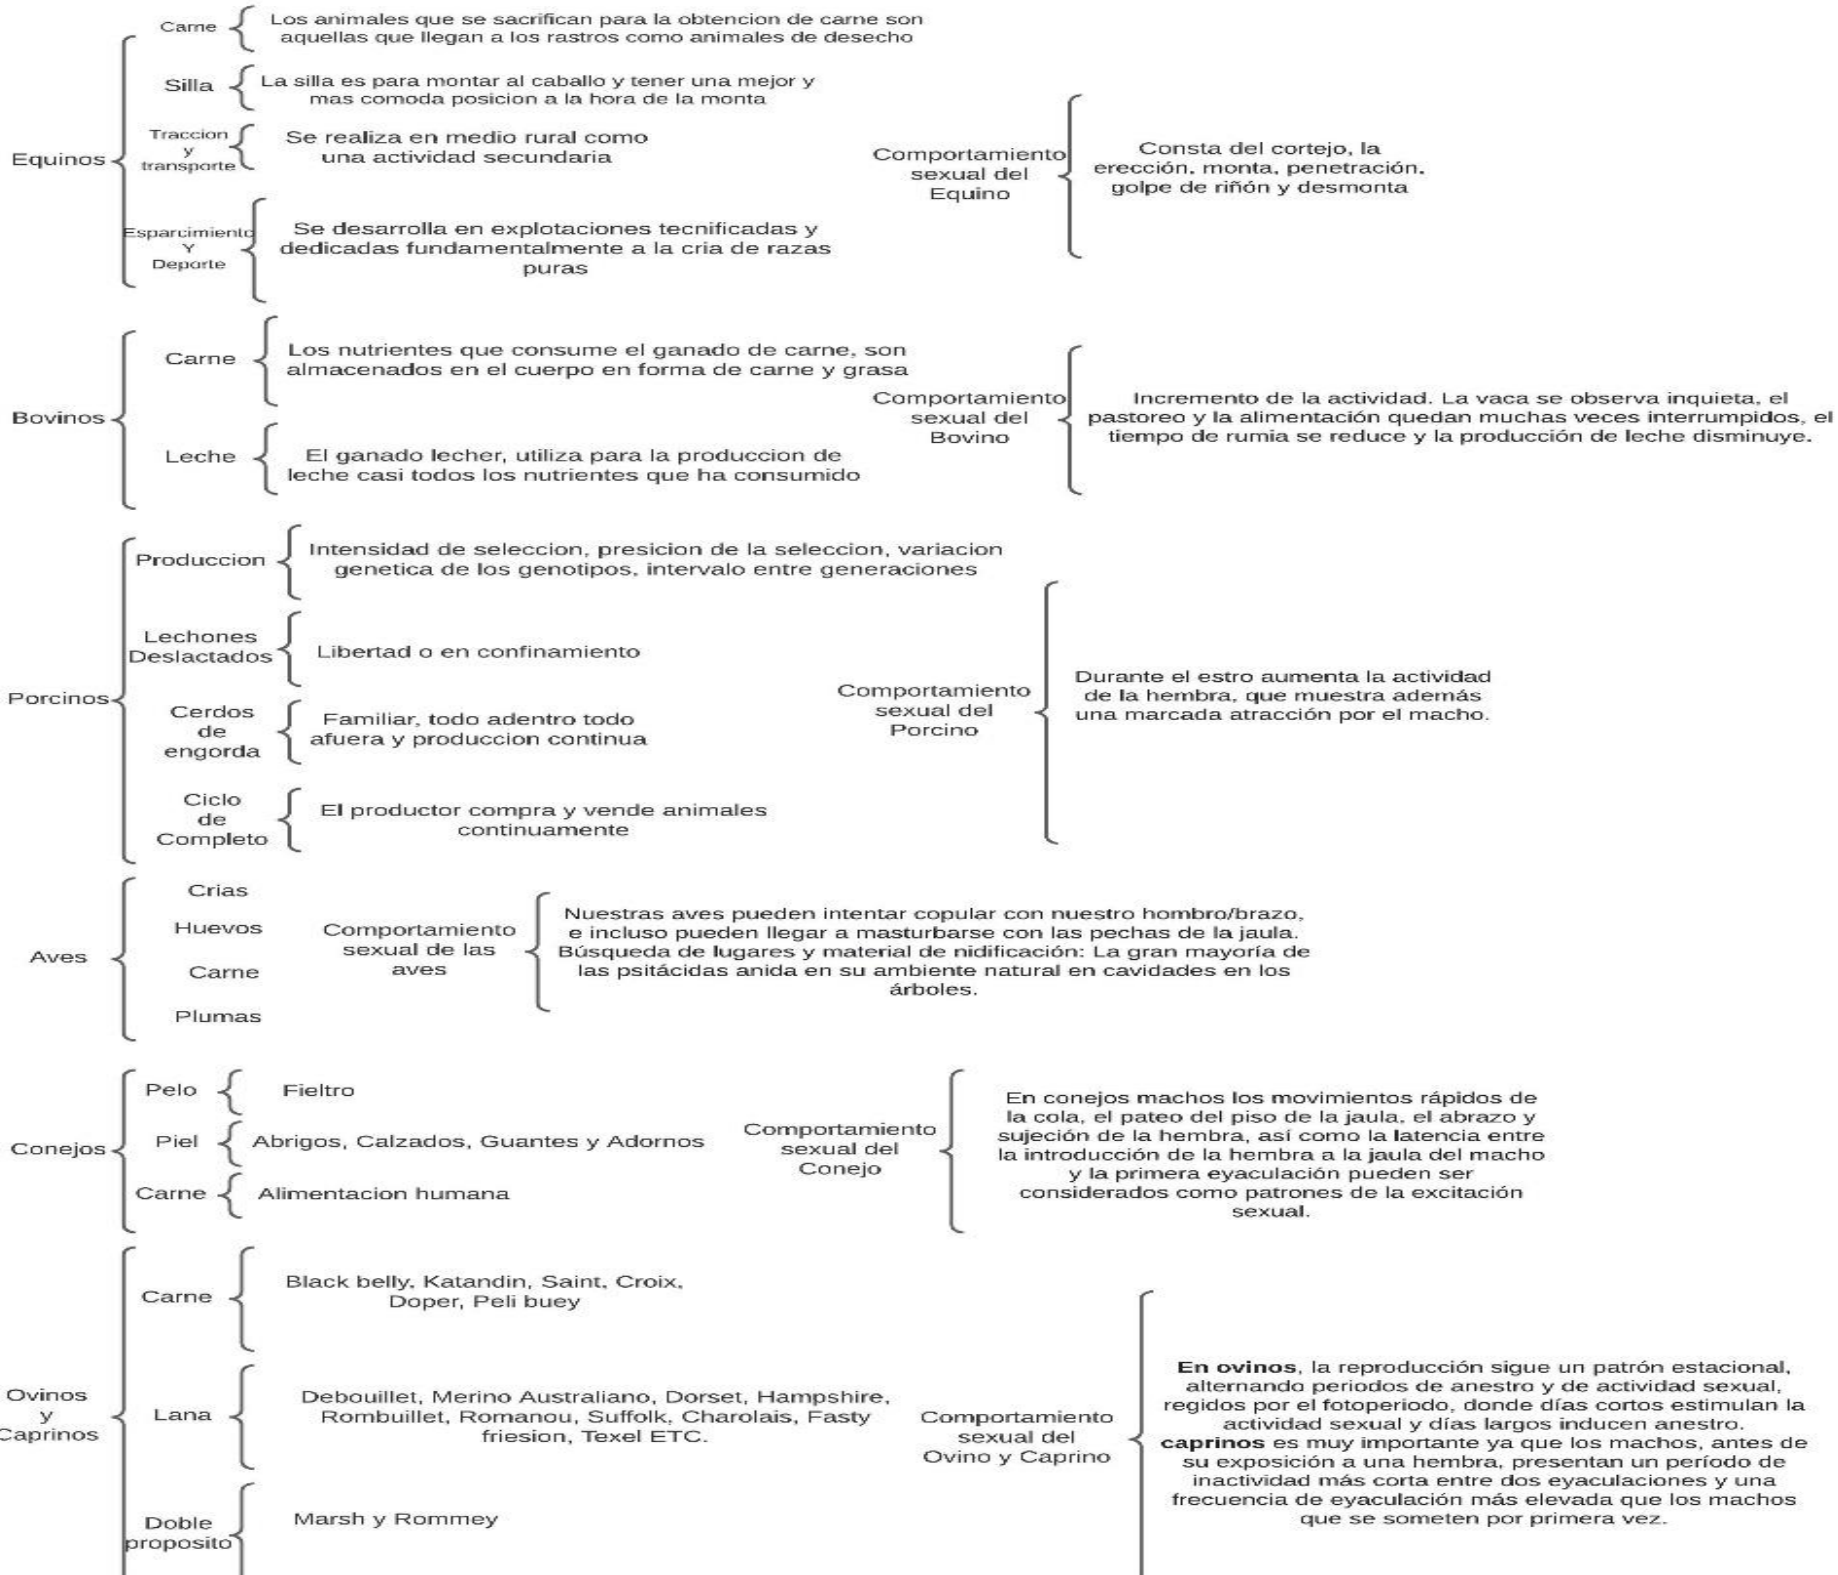 Equinos
Carne
Los animales que se sacrifican para la obtencion de carne son
aquellas que llegan a los rastros como animales de desecho
Silla
La silla es para montar al caballo y tener una mejor y
mas comoda posicion a la hora de la monta
Traccion
y
transporte
Se realiza en medio rural como
una actividad secundaria
Esparcimiento
Y
Deporte
Se desarrolla en explotaciones tecnificadas y
dedicadas fundamentalmente a la cria de razas
puras
Comportamiento
sexual del
Equino
Consta del cortejo, la
erección, monta, penetración,
golpe de riñón y desmonta
Bovinos
Carne
Los nutrientes que consume el ganado de carne, son
almacenados en el cuerpo en forma de carne y grasa
Leche
El ganado lecher, utiliza para la produccion de
leche casi todos los nutrientes que ha consumido
Comportamiento
sexual del
Bovino
Incremento de la actividad. La vaca se observa inquieta, el
pastoreo y la alimentación quedan muchas veces interrumpidos, el
tiempo de rumia se reduce y la producción de leche disminuye.
Porcinos
Produccion
Intensidad de seleccion, presicion de la seleccion, variacion
genetica de los genotipos, intervalo entre generaciones
Lechones
Deslactados
Libertad o en confinamiento
Cerdos
de
engorda
Familiar, todo adentro todo
afuera y produccion continua
Ciclo
de
Completo
El productor compra y vende animales
continuamente
Comportamiento
sexual del
Porcino
Durante el estro aumenta la actividad
de la hembra, que muestra además
una marcada atracción por el macho.
Aves
Crias
Huevos
Carne
Plumas
Comportamiento
sexual de las
aves
Nuestras aves pueden intentar copular con nuestro hombro/brazo,
e incluso pueden llegar a masturbarse con las pechas de la jaula.
Búsqueda de lugares y material de nidificación: La gran mayoría de
las psitácidas anida en su ambiente natural en cavidades en los
árboles.
Conejos
Pelo
Fieltro
Piel
Abrigos, Calzados, Guantes y Adornos
Carne
Alimentacion humana
Comportamiento
sexual del
Conejo
En conejos machos los movimientos rápidos de
la cola, el pateo del piso de la jaula, el abrazo y
sujeción de la hembra, así como la latencia entre
la introducción de la hembra a la jaula del macho
y la primera eyaculación pueden ser
considerados como patrones de la excitación
sexual.
Ovinos
y
Caprinos
Carne
Black belly, Katandin, Saint, Croix,
Doper, Peli buey
Lana
Debouillet, Merino Australiano, Dorset, Hampshire,
Rombuillet, Romanou, Suffolk, Charolais, Fasty
friesion, Texel ETC.
Doble
proposito
Marsh y Rommey
Comportamiento
sexual del
Ovino y Caprino
En ovinos, la reproducción sigue un patrón estacional,
alternando periodos de anestro y de actividad sexual,
regidos por el fotoperiodo, donde días cortos estimulan la
actividad sexual y días largos inducen anestro.
caprinos es muy importante ya que los machos, antes de
su exposición a una hembra, presentan un período de
inactividad más corta entre dos eyaculaciones y una
frecuencia de eyaculación más elevada que los machos
que se someten por primera vez.